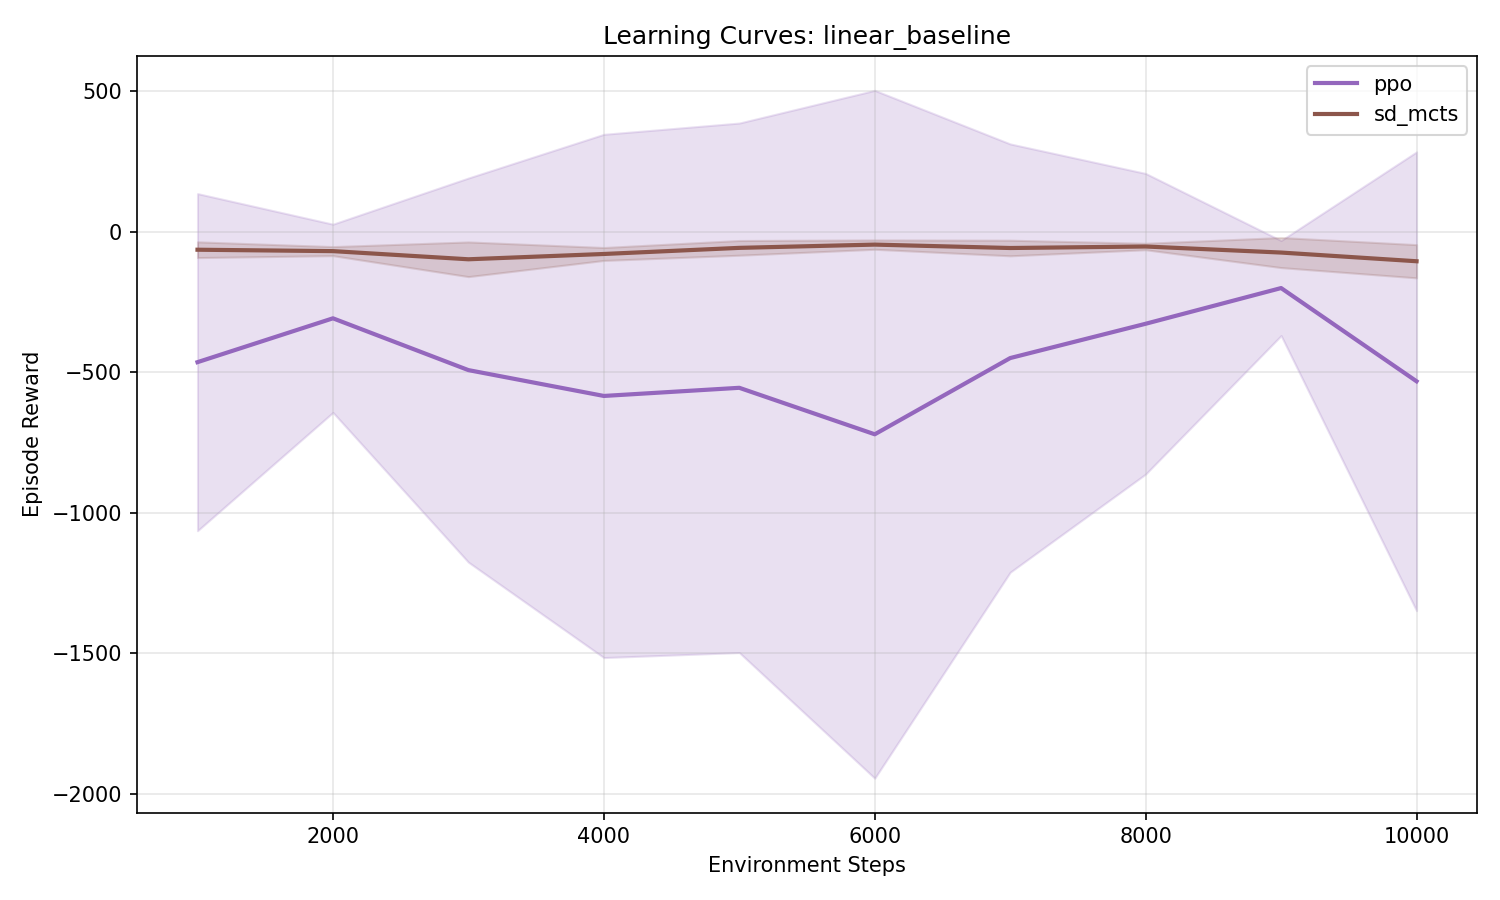 Learning Curves: linear_baseline
ppo
sd_mcts
Episode Reward
500
0
−500
−1000
−1500
−2000
2000
4000
6000
8000
10000
Environment Steps